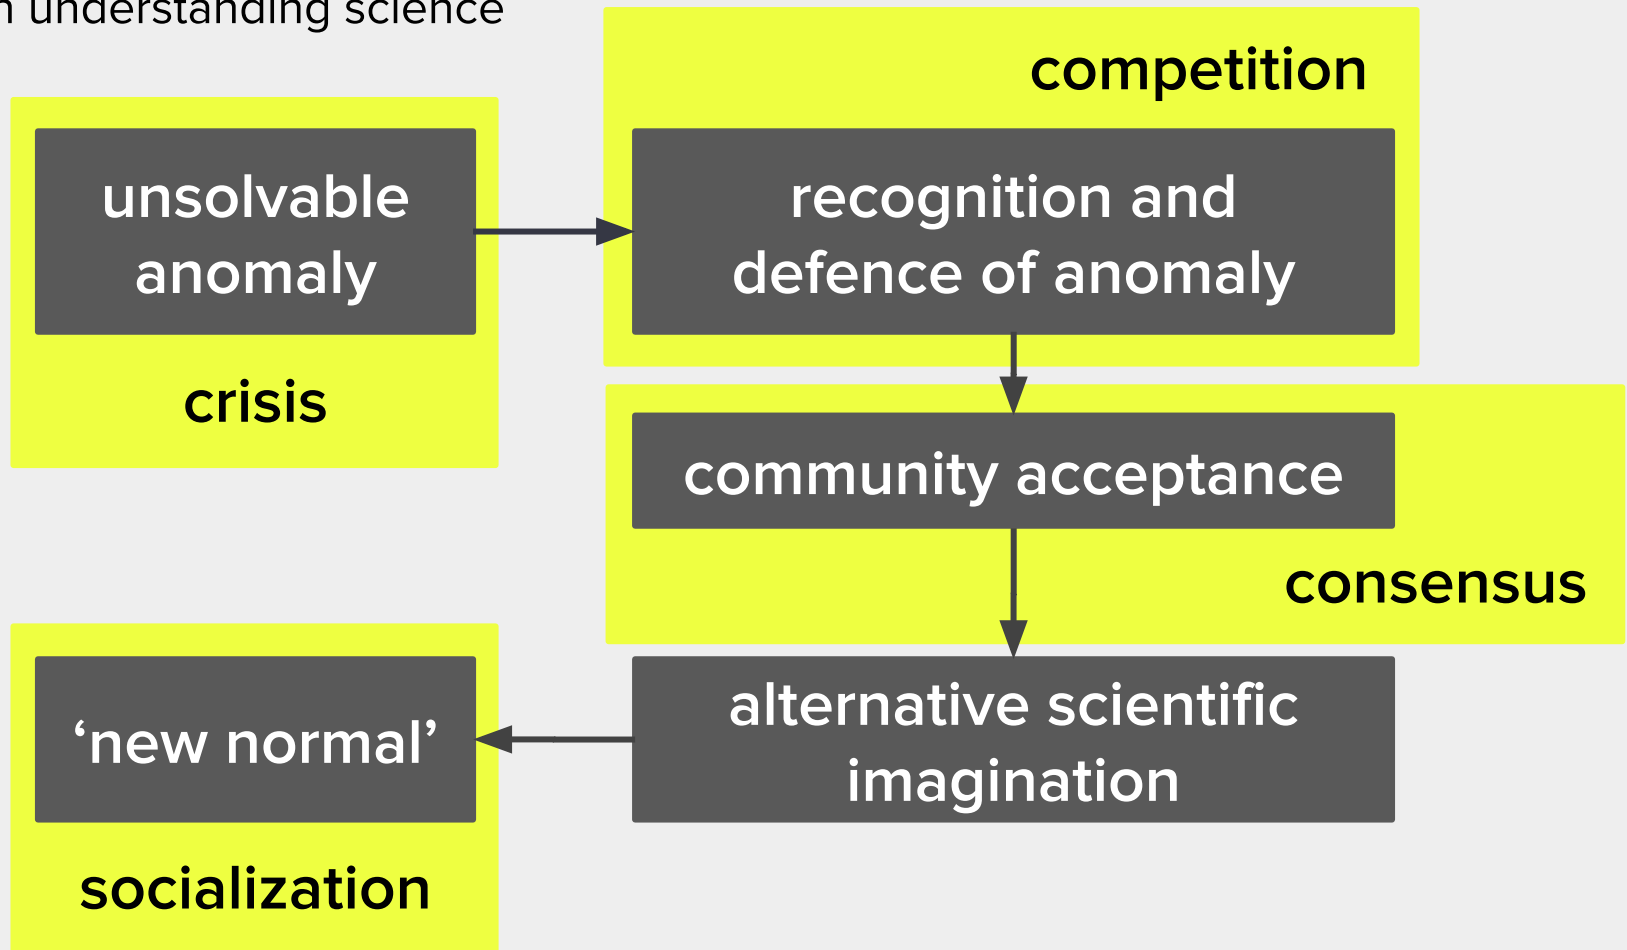 understanding science
competition
unsolvable
anomaly
recognition and
defence of anomaly
crisis
community acceptance
consensus
‘new normal’
alternative scientific
imagination
socialization